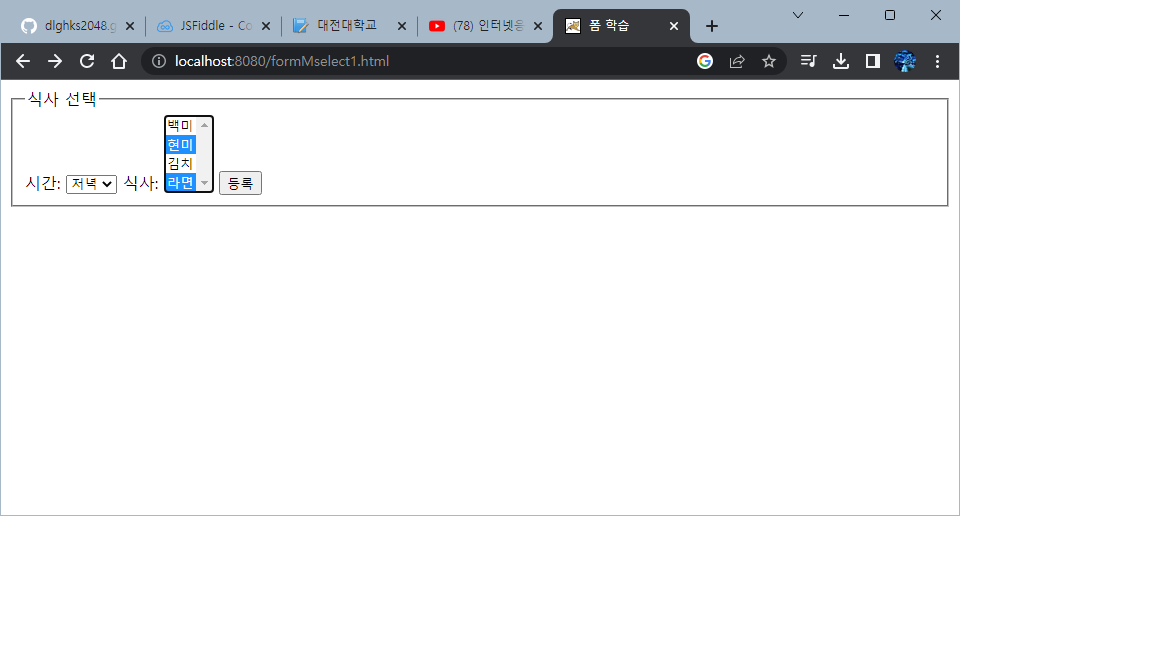 dlghks2048.g
JSFiddle - Co
대전대학교
(78) 인터넷응
폼 학습
localhost:8080/formMselect1.html
식사 선택
백미
현미
김치
시간: 저녁 식사: 라면 등록